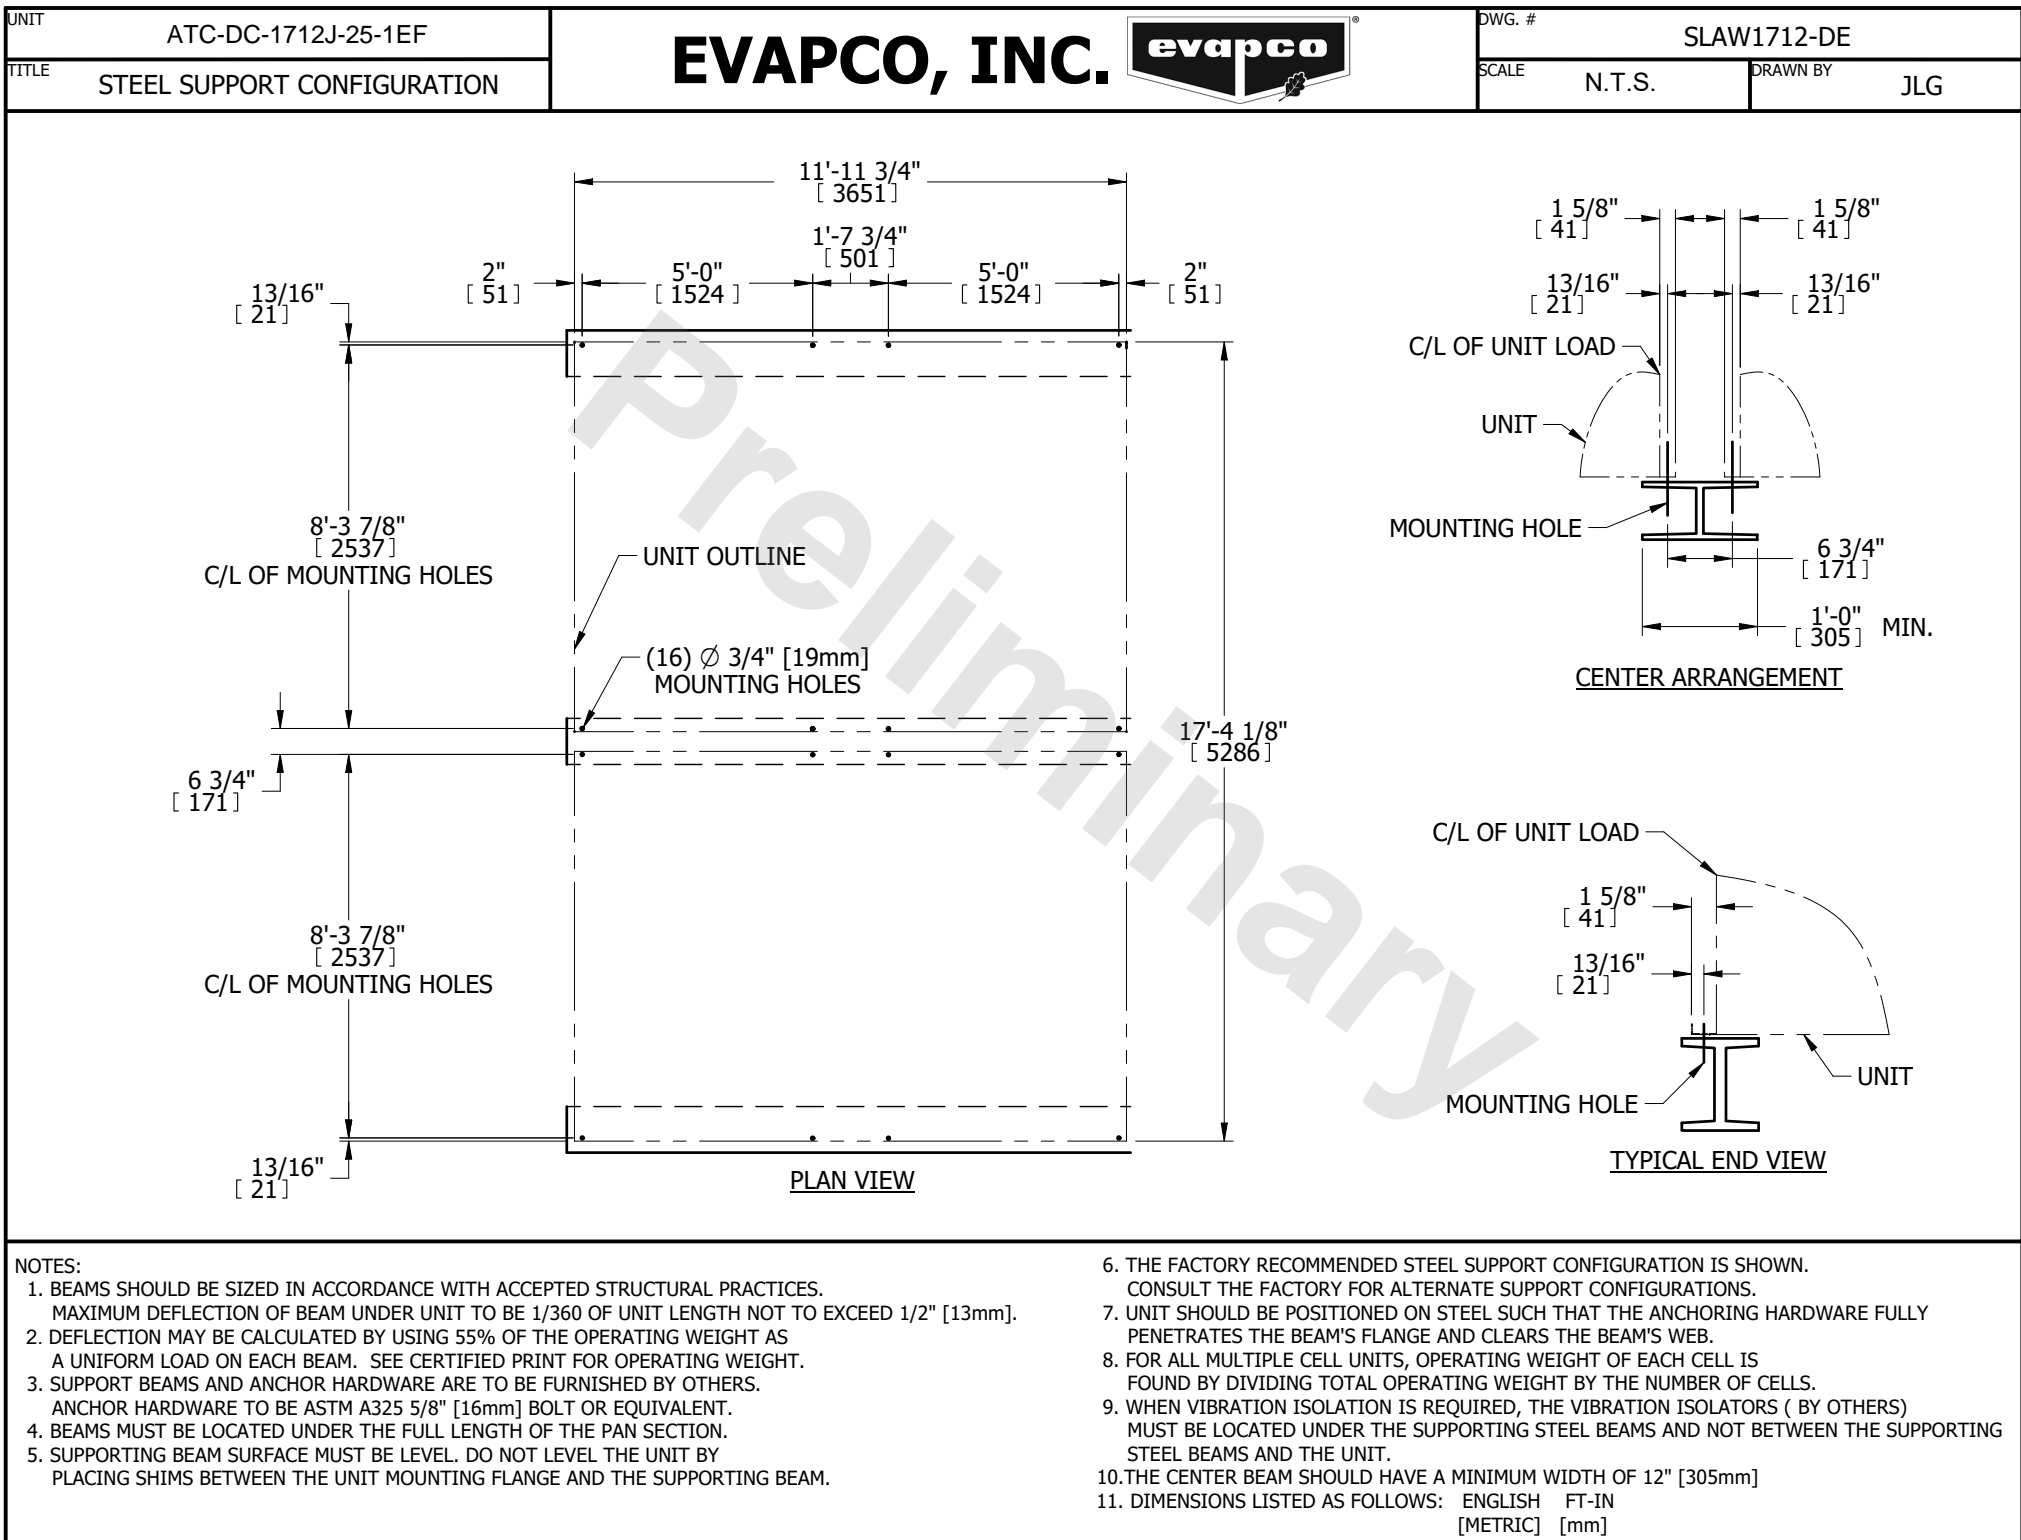 UNIT
ATC-DC-1712J-25-1EF
TITLE
STEEL SUPPORT CONFIGURATION
EVAPCO, INC.
evapco
®
DWG. #
SLAW1712-DE
SCALE
N.T.S.
DRAWN BY
JLG
11'-11 3/4"
[ 3651]
1'-7 3/4"
[ 501 ]
2"
[ 51]
5'-0"
[ 1524 ]
5'-0"
[ 1524]
2"
[ 51]
13/16"
[ 21]
8'-3 7/8"
[ 2537]
C/L OF MOUNTING HOLES
UNIT OUTLINE
(16) Ø 3/4" [19mm]
MOUNTING HOLES
6 3/4"
[ 171]
17'-4 1/8"
[ 5286]
8'-3 7/8"
[ 2537]
C/L OF MOUNTING HOLES
13/16"
[ 21]
PLAN VIEW
Preliminary
1 5/8"
[ 41]
1 5/8"
[ 41]
13/16"
[ 21]
13/16"
[ 21]
C/L OF UNIT LOAD
UNIT
MOUNTING HOLE
6 3/4"
[ 171]
1'-0"
[ 305] MIN.
CENTER ARRANGEMENT
C/L OF UNIT LOAD
1 5/8"
[ 41]
13/16"
[ 21]
UNIT
MOUNTING HOLE
TYPICAL END VIEW
NOTES:
1. BEAMS SHOULD BE SIZED IN ACCORDANCE WITH ACCEPTED STRUCTURAL PRACTICES.
MAXIMUM DEFLECTION OF BEAM UNDER UNIT TO BE 1/360 OF UNIT LENGTH NOT TO EXCEED 1/2" [13mm].
2. DEFLECTION MAY BE CALCULATED BY USING 55% OF THE OPERATING WEIGHT AS
A UNIFORM LOAD ON EACH BEAM. SEE CERTIFIED PRINT FOR OPERATING WEIGHT.
3. SUPPORT BEAMS AND ANCHOR HARDWARE ARE TO BE FURNISHED BY OTHERS.
ANCHOR HARDWARE TO BE ASTM A325 5/8" [16mm] BOLT OR EQUIVALENT.
4. BEAMS MUST BE LOCATED UNDER THE FULL LENGTH OF THE PAN SECTION.
5. SUPPORTING BEAM SURFACE MUST BE LEVEL. DO NOT LEVEL THE UNIT BY
PLACING SHIMS BETWEEN THE UNIT MOUNTING FLANGE AND THE SUPPORTING BEAM.
6. THE FACTORY RECOMMENDED STEEL SUPPORT CONFIGURATION IS SHOWN.
CONSULT THE FACTORY FOR ALTERNATE SUPPORT CONFIGURATIONS.
7. UNIT SHOULD BE POSITIONED ON STEEL SUCH THAT THE ANCHORING HARDWARE FULLY
PENETRATES THE BEAM'S FLANGE AND CLEARS THE BEAM'S WEB.
8. FOR ALL MULTIPLE CELL UNITS, OPERATING WEIGHT OF EACH CELL IS
FOUND BY DIVIDING TOTAL OPERATING WEIGHT BY THE NUMBER OF CELLS.
9. WHEN VIBRATION ISOLATION IS REQUIRED, THE VIBRATION ISOLATORS ( BY OTHERS)
MUST BE LOCATED UNDER THE SUPPORTING STEEL BEAMS AND NOT BETWEEN THE SUPPORTING
STEEL BEAMS AND THE UNIT.
10.THE CENTER BEAM SHOULD HAVE A MINIMUM WIDTH OF 12" [305mm]
11. DIMENSIONS LISTED AS FOLLOWS: ENGLISH FT-IN
[METRIC] [mm]